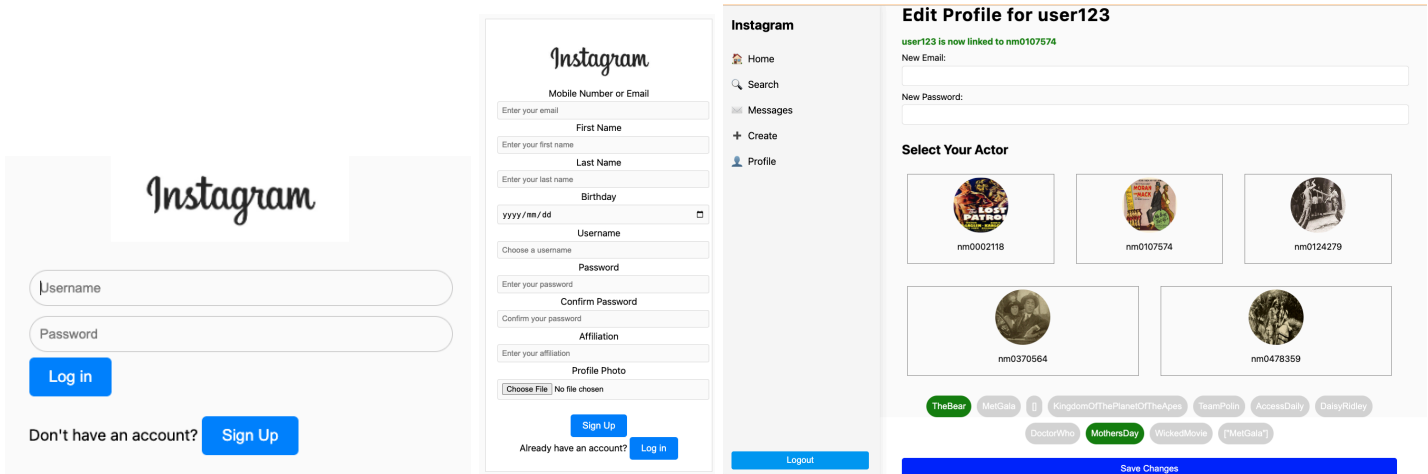 Instagram
Username
Password
Log in
Don't have an account? Sign Up
Instagram
Mobile Number or Email
Enter your email
First Name
Enter your first name
Last Name
Enter your last name
Birthday
yyyy/mm/dd
Username
Choose a username
Password
Enter your password
Confirm Password
Confirm your password
Affiliation
Enter your affiliation
Profile Photo
Choose File No file chosen
Sign Up
Already have an account? Log in
Instagram
Home
Search
Messages
Create
Profile
Logout
Edit Profile for user123
user123 is now linked to nm0107574
New Email:
New Password:
Select Your Actor
LOST
PATROL
MORAN
AND MACK
nm0002118 nm0107574 nm0124279
nm0370564 nm0478359
TheBear MetGala [] KingdomOfThePlanetOfTheApes TeamPolin AccessDaily DaisyRidley
DoctorWho MothersDay WickedMovie ["MetGala"]
Save Changes